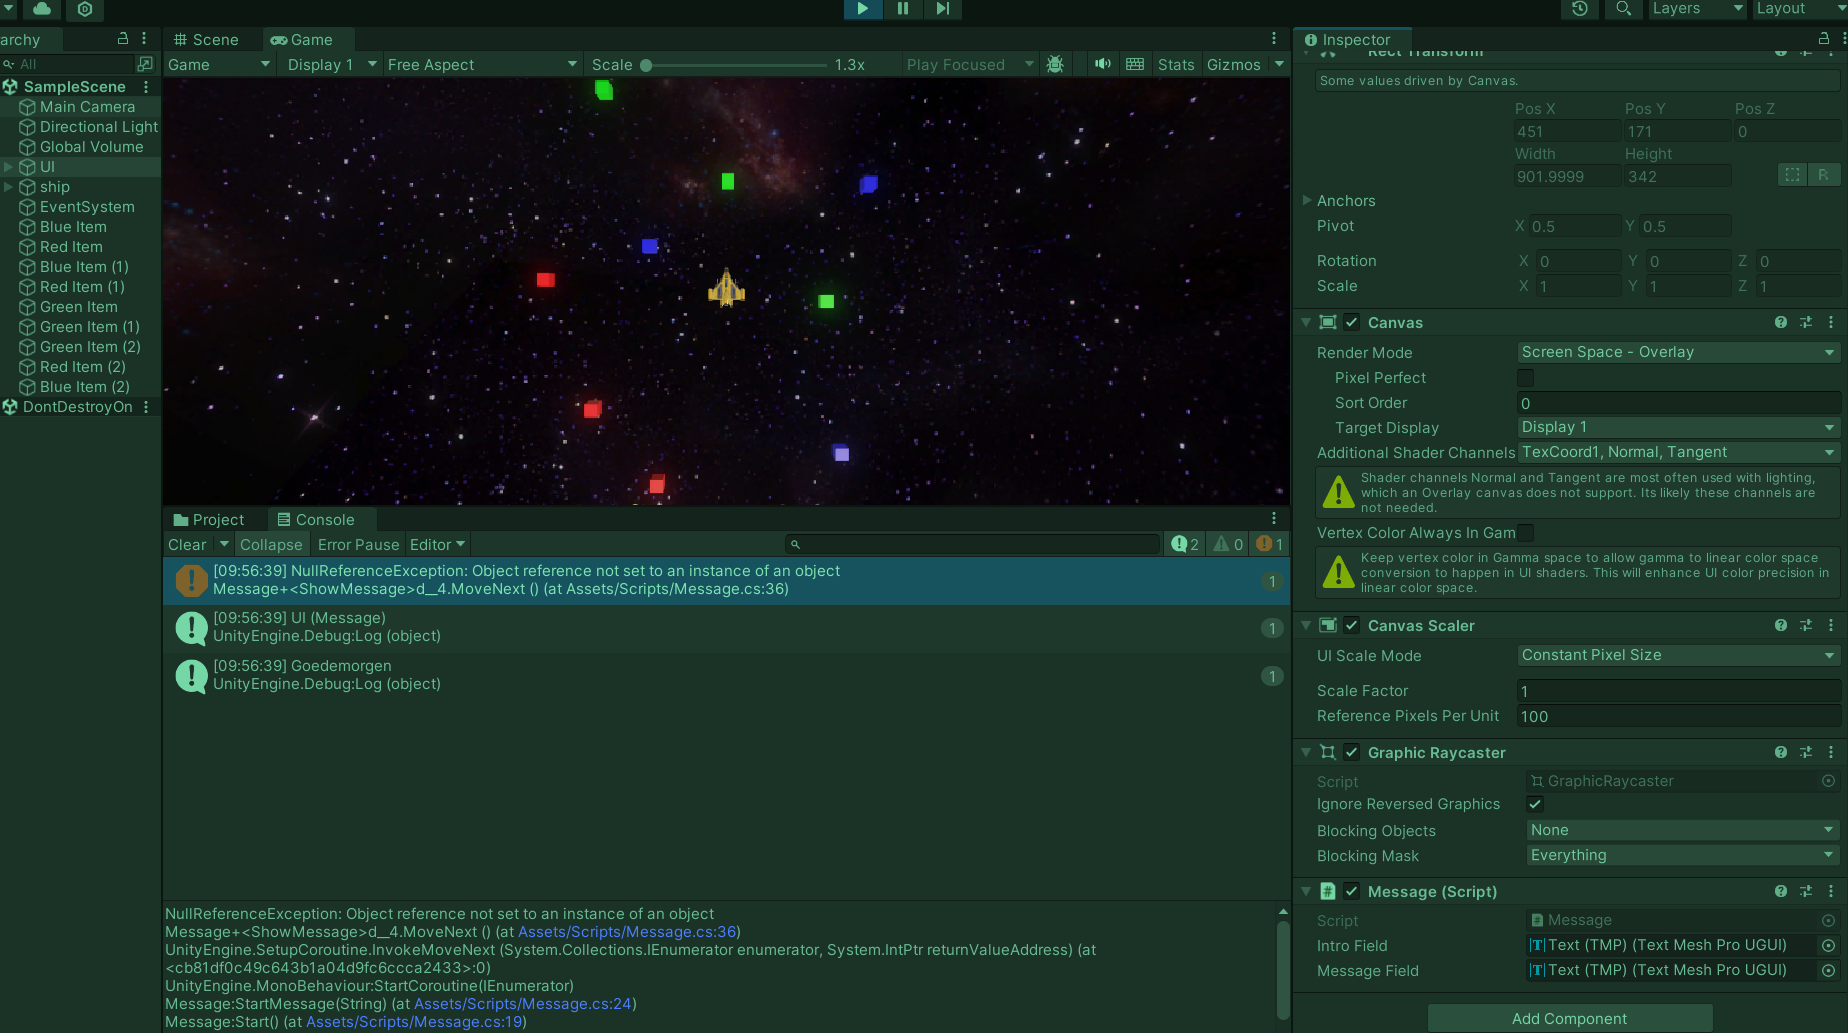 Layers
Layout
archy
Scene
Game
Inspector
All
Game
Display 1
Free Aspect
Scale
1.3x
Play Focused
Stats
Gizmos
Rect Transform
SampleScene
Main Camera
Directional Light
Global Volume
UI
ship
EventSystem
Blue Item
Red Item
Blue Item (1)
Red Item (1)
Green Item
Green Item (1)
Green Item (2)
Red Item (2)
Blue Item (2)
DontDestroyOn
Some values driven by Canvas.
Pos X Pos Y Pos Z
451 171 0
Width Height
901.9999 342
R
Anchors
Pivot X 0.5 Y 0.5
Rotation X 0 Y 0 Z 0
Scale X 1 Y 1 Z 1
Canvas
Render Mode Screen Space - Overlay
Pixel Perfect
Sort Order 0
Target Display Display 1
Additional Shader Channels TexCoord1, Normal, Tangent
Shader channels Normal and Tangent are most often used with lighting,
which an Overlay canvas does not support. Its likely these channels are
not needed.
Vertex Color Always In Gam
Keep vertex color in Gamma space to allow gamma to linear color space
conversion to happen in UI shaders. This will enhance UI color precision in
linear color space.
Canvas Scaler
UI Scale Mode Constant Pixel Size
Scale Factor 1
Reference Pixels Per Unit 100
Graphic Raycaster
Script GraphicRaycaster
Ignore Reversed Graphics
Blocking Objects None
Blocking Mask Everything
# Message (Script)
Script # Message
Intro Field T Text (TMP) (Text Mesh Pro UGUI)
Message Field T Text (TMP) (Text Mesh Pro UGUI)
Add Component
Project
Console
Clear
Collapse
Error Pause
Editor
2
0
1
[09:56:39] NullReferenceException: Object reference not set to an instance of an object
Message+<ShowMessage>d__4.MoveNext () (at Assets/Scripts/Message.cs:36)
1
[09:56:39] UI (Message)
UnityEngine.Debug:Log (object)
1
[09:56:39] Goedemorgen
UnityEngine.Debug:Log (object)
1
NullReferenceException: Object reference not set to an instance of an object
Message+<ShowMessage>d__4.MoveNext () (at Assets/Scripts/Message.cs:36)
UnityEngine.SetupCoroutine.InvokeMoveNext (System.Collections.IEnumerator enumerator, System.IntPtr returnValueAddress) (at
<cb81df0c49c643b1a04d9fc6ccca2433>:0)
UnityEngine.MonoBehaviour:StartCoroutine(IEnumerator)
Message:StartMessage(String) (at Assets/Scripts/Message.cs:24)
Message:Start() (at Assets/Scripts/Message.cs:19)